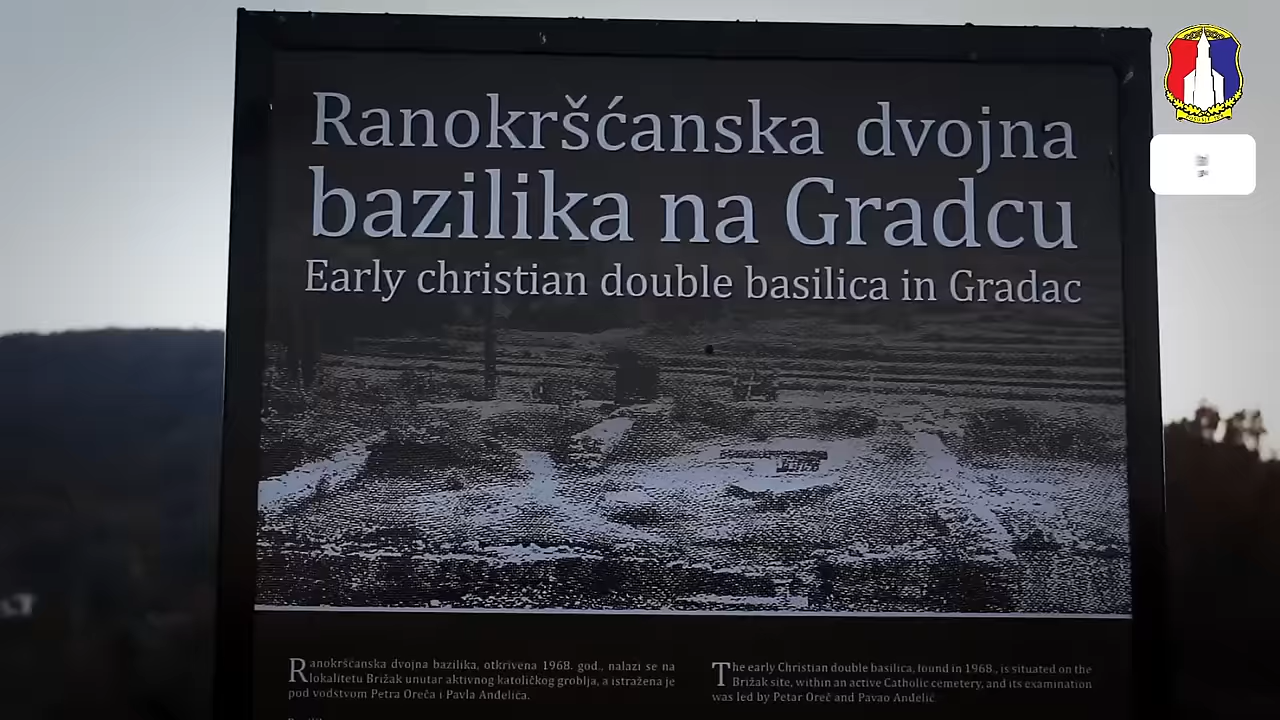 Ranokršćanska dvojna
bazilika na Gradcu
Early christian double basilica in Gradac
Ranokršćanska dvojna bazilika, otkrivena 1968. god., nalazi se na
lokalitetu Brižak unutar aktivnog katoličkog groblja, a istražena je
pod vodstvom Petra Oreča i Pavla Anđelića.
The early Christian double basilica, found in 1968., is situated on the
Brižak site, within an active Catholic cemetery, and its examination
was led by Petar Oreč and Pavao Anđelić